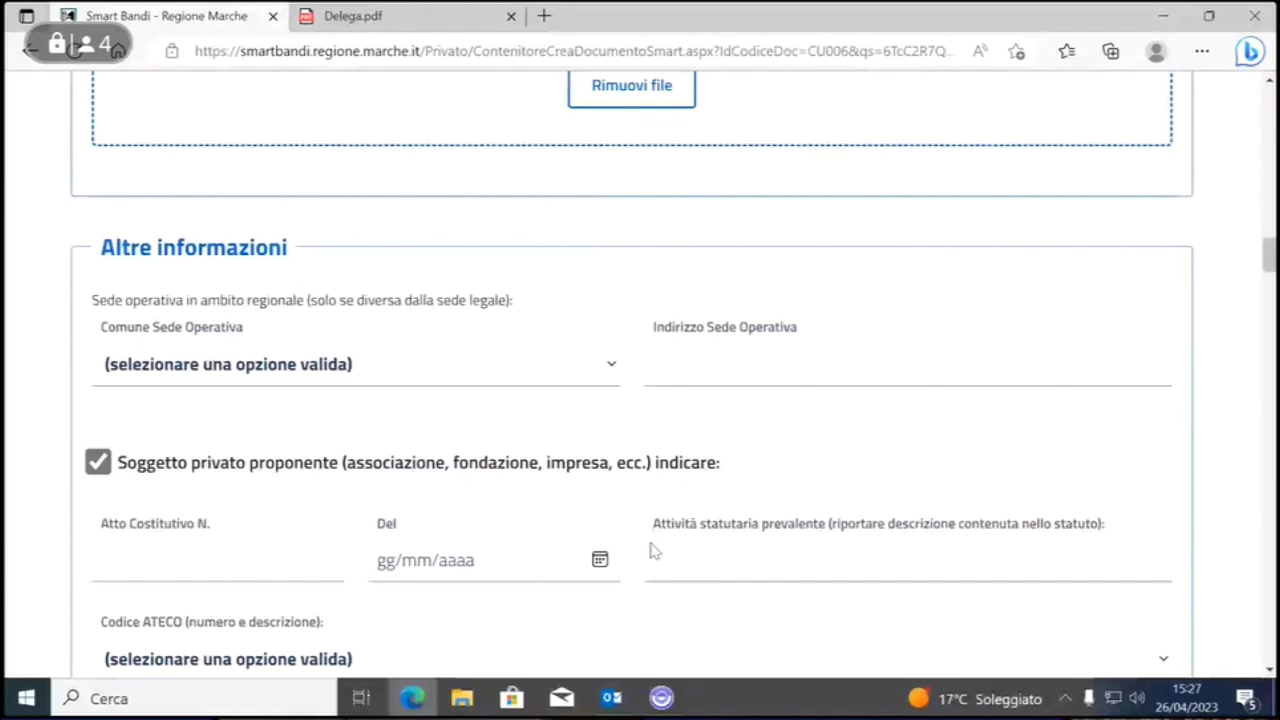 Smart Bandi - Regione Marche
Delega.pdf
4
https://smartbandi.regione.marche.it/Privato/ContenitoreCreaDocumentoSmart.aspx?IdCodiceDoc=CU006&qs=6TcC2R7Q...
Rimuovi file
Altre informazioni
Sede operativa in ambito regionale (solo se diversa dalla sede legale):
Comune Sede Operativa
Indirizzo Sede Operativa
(selezionare una opzione valida)
Soggetto privato proponente (associazione, fondazione, impresa, ecc.) indicare:
Atto Costitutivo N.
Del
Attività statutaria prevalente (riportare descrizione contenuta nello statuto):
gg/mm/aaaa
Codice ATECO (numero e descrizione):
(selezionare una opzione valida)
Cerca
17°C Soleggiato
15:27
26/04/2023
5